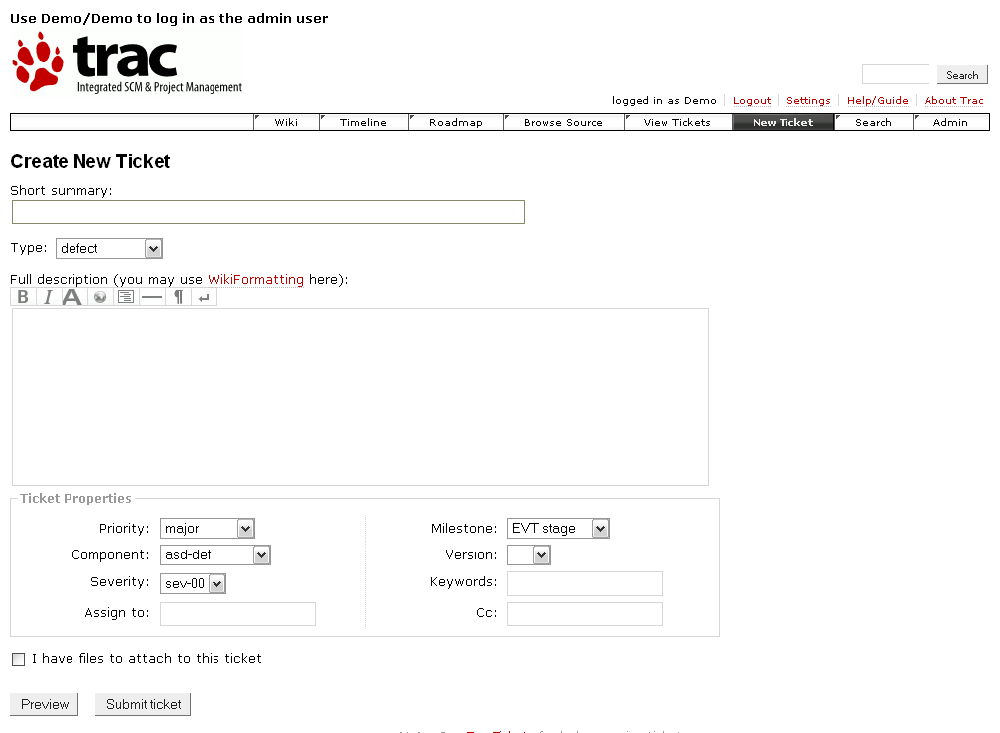 Use Demo/Demo to log in as the admin user
trac
Integrated SCM & Project Management
Search
logged in as Demo Logout Settings Help/Guide About Trac
Wiki Timeline Roadmap Browse Source View Tickets New Ticket Search Admin
Create New Ticket
Short summary:
Type: defect
Full description (you may use WikiFormatting here):
B I A
Ticket Properties
Priority: major Milestone: EVT stage
Component: asd-def Version:
Severity: sev-00 Keywords:
Assign to: Cc:
I have files to attach to this ticket
Preview Submit ticket